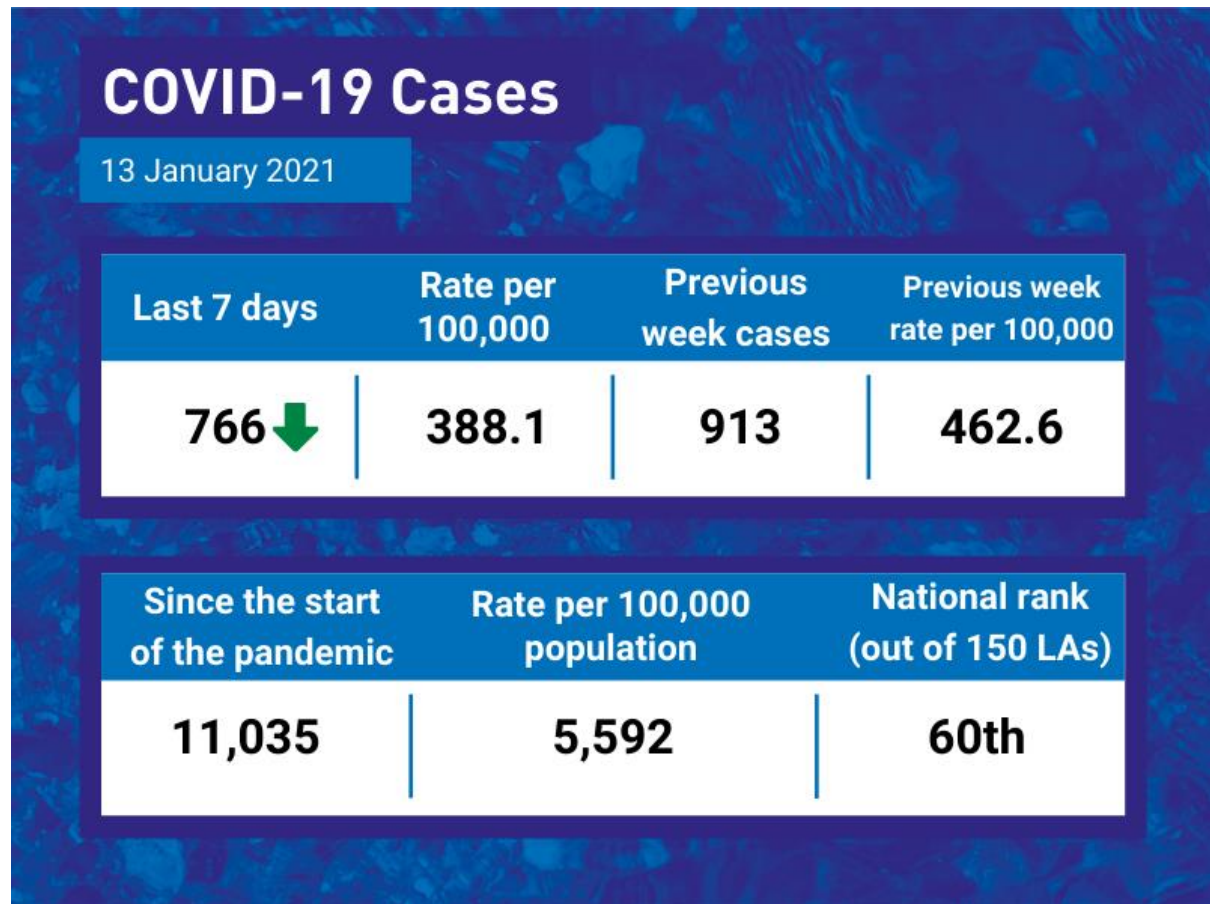 COVID-19 Cases
13 January 2021
Last 7 days
Rate per
100,000
Previous
week cases
Previous week
rate per 100,000
766
388.1
913
462.6
Since the start
of the pandemic
Rate per 100,000
population
National rank
(out of 150 LAs)
11,035
5,592
60th